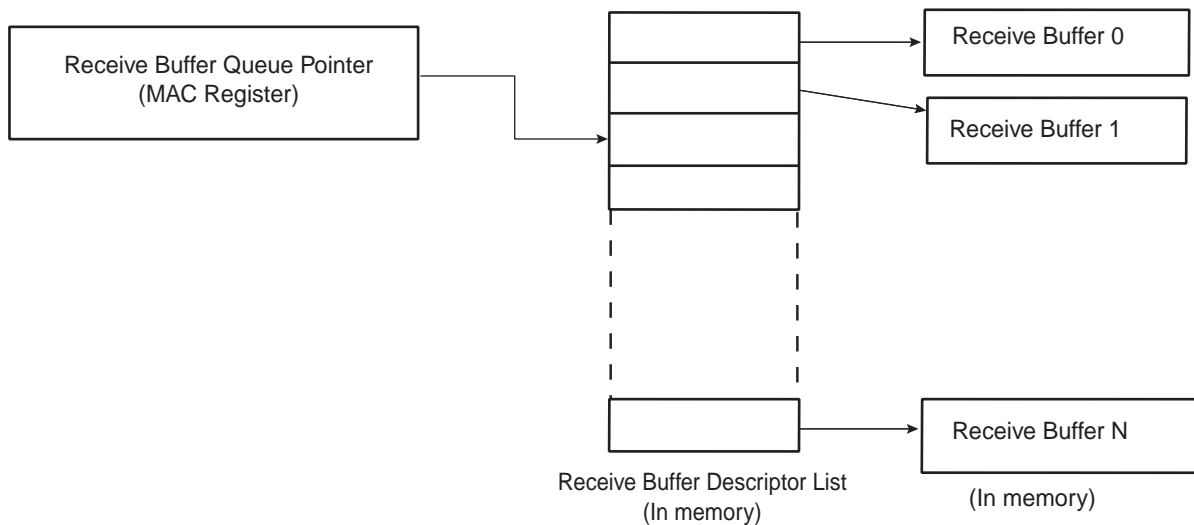 Receive Buffer Queue Pointer
(MAC Register)
Receive Buffer 0
Receive Buffer 1
Receive Buffer N
Receive Buffer Descriptor List
(In memory)
(In memory)